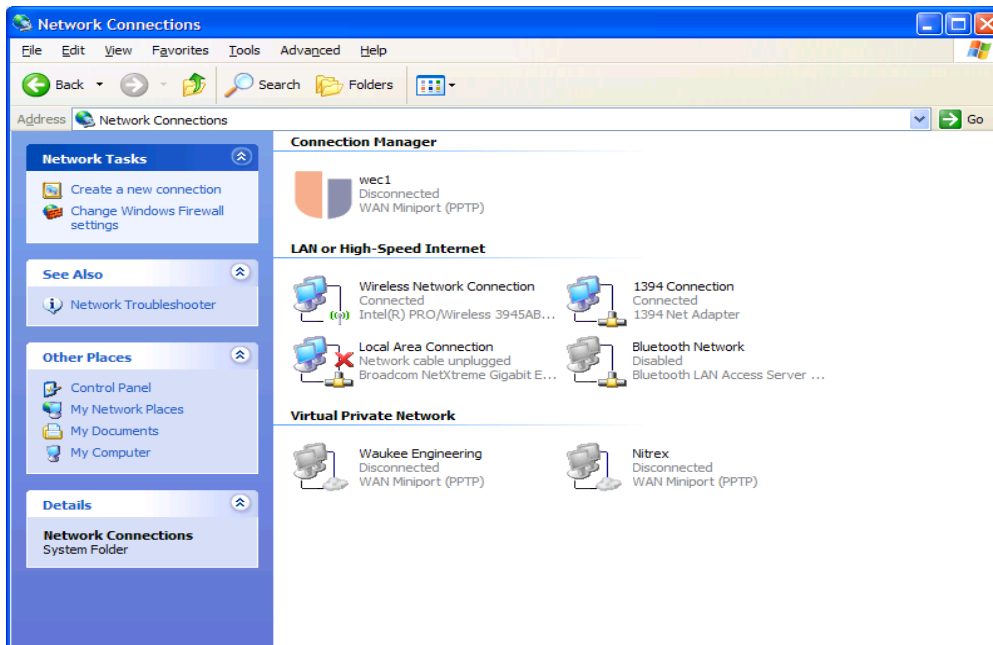 Network Connections
File Edit View Favorites Tools Advanced Help
Back Search Folders
Address Network Connections Go
Network Tasks
Create a new connection
Change Windows Firewall
settings
See Also
Network Troubleshooter
Other Places
Control Panel
My Network Places
My Documents
My Computer
Details
Network Connections
System Folder
Connection Manager
wec1
Disconnected
WAN Miniport (PPTP)
LAN or High-Speed Internet
Wireless Network Connection
Connected
Intel(R) PRO/Wireless 3945AB...
1394 Connection
Connected
1394 Net Adapter
Local Area Connection
Network cable unplugged
Broadcom NetXtreme Gigabit E...
Bluetooth Network
Disabled
Bluetooth LAN Access Server ...
Virtual Private Network
Waukee Engineering
Disconnected
WAN Miniport (PPTP)
Nitrex
Disconnected
WAN Miniport (PPTP)